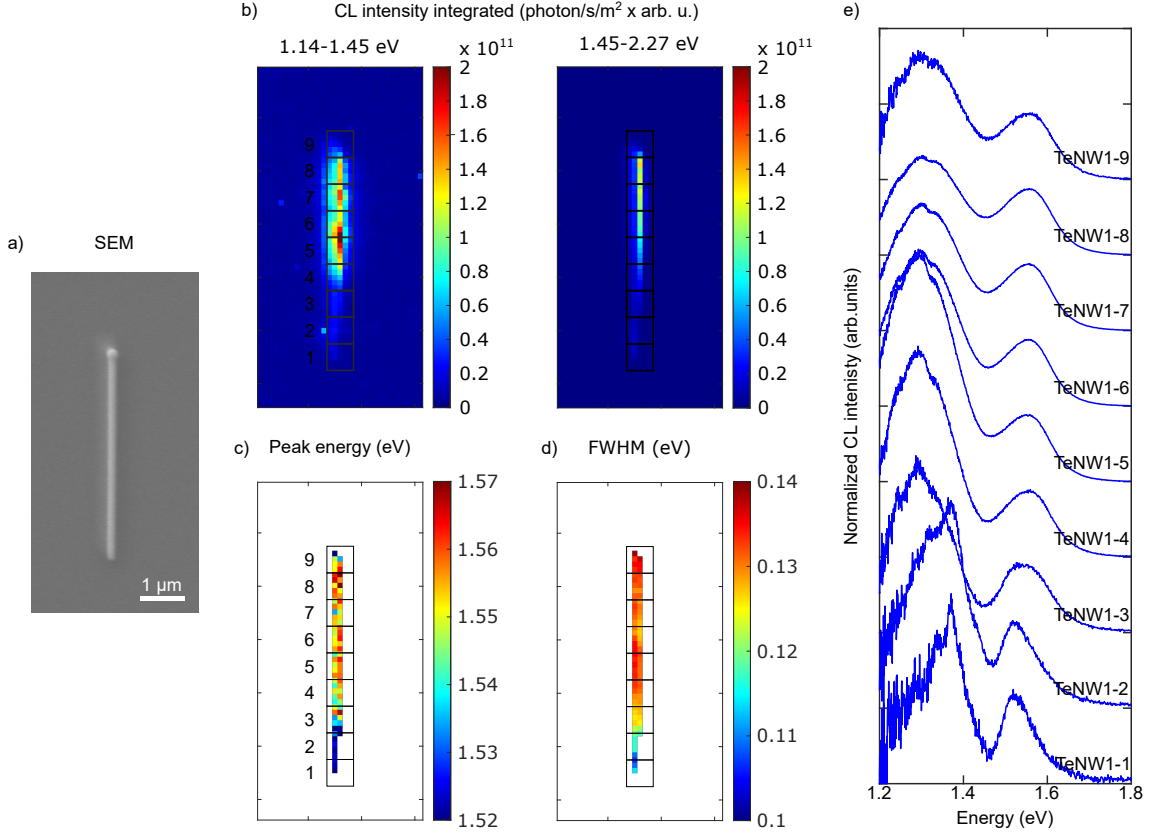 a)
SEM
1 µm
b)
CL intensity integrated (photon/s/m² x arb. u.)
1.14-1.45 eV
x 10¹¹
2
1.8
1.6
1.4
1.2
1
0.8
0.6
0.4
0.2
0
9
8
7
6
5
4
3
2
1
1.45-2.27 eV
x 10¹¹
2
1.8
1.6
1.4
1.2
1
0.8
0.6
0.4
0.2
0
c)
Peak energy (eV)
1.57
1.56
1.55
1.54
1.53
1.52
9
8
7
6
5
4
3
2
1
d)
FWHM (eV)
0.14
0.13
0.12
0.11
0.1
e)
Normalized CL intenisty (arb.units)
TeNW1-9
TeNW1-8
TeNW1-7
TeNW1-6
TeNW1-5
TeNW1-4
TeNW1-3
TeNW1-2
TeNW1-1
1.2
1.4
1.6
1.8
Energy (eV)